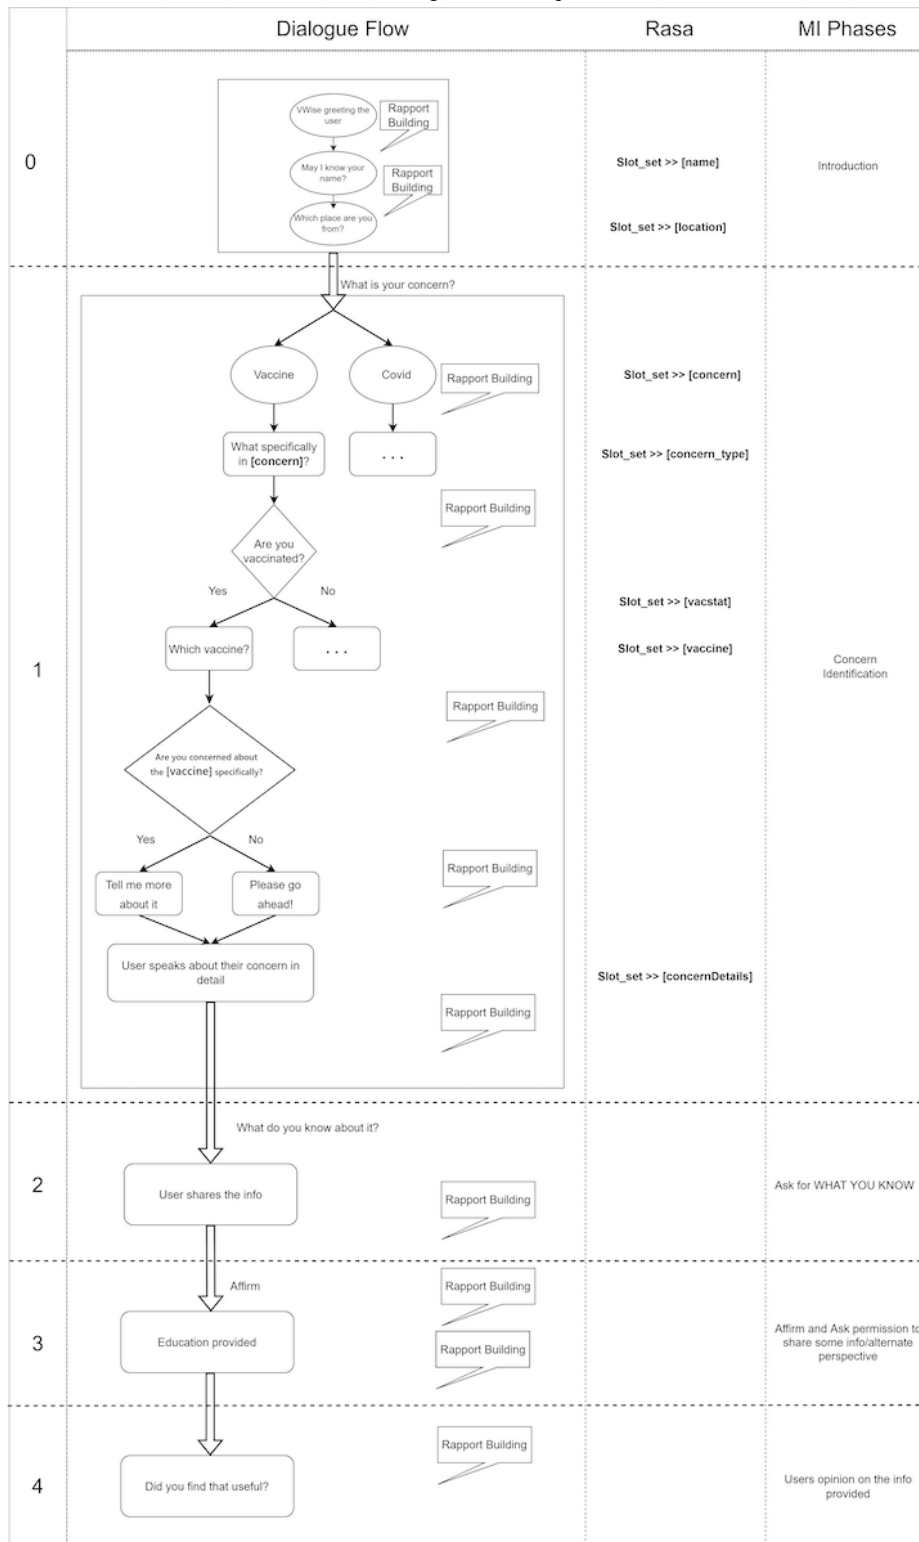 Dialogue Flow
Rasa
MI Phases
0
VWise greeting the
user
Rapport
Building
May I know your
name?
Rapport
Building
Which place are you
from?
Slot_set >> [name]
Slot_set >> [location]
Introduction
What is your concern?
1
Vaccine
Covid
Rapport Building
Slot_set >> [concern]
What specifically
in [concern]?
. . .
Slot_set >> [concern_type]
Rapport Building
Are you
vaccinated?
Yes
No
Slot_set >> [vacstat]
Which vaccine?
. . .
Slot_set >> [vaccine]
Concern
Identification
Rapport Building
Are you concerned about
the [vaccine] specifically?
Yes
No
Rapport Building
Tell me more
about it
Please go
ahead!
User speaks about their concern in
detail
Slot_set >> [concernDetails]
Rapport Building
What do you know about it?
2
User shares the info
Rapport Building
Ask for WHAT YOU KNOW
Affirm
Rapport Building
3
Education provided
Rapport Building
Affirm and Ask permission to
share some info/alternate
perspective
Rapport Building
4
Did you find that useful?
Users opinion on the info
provided